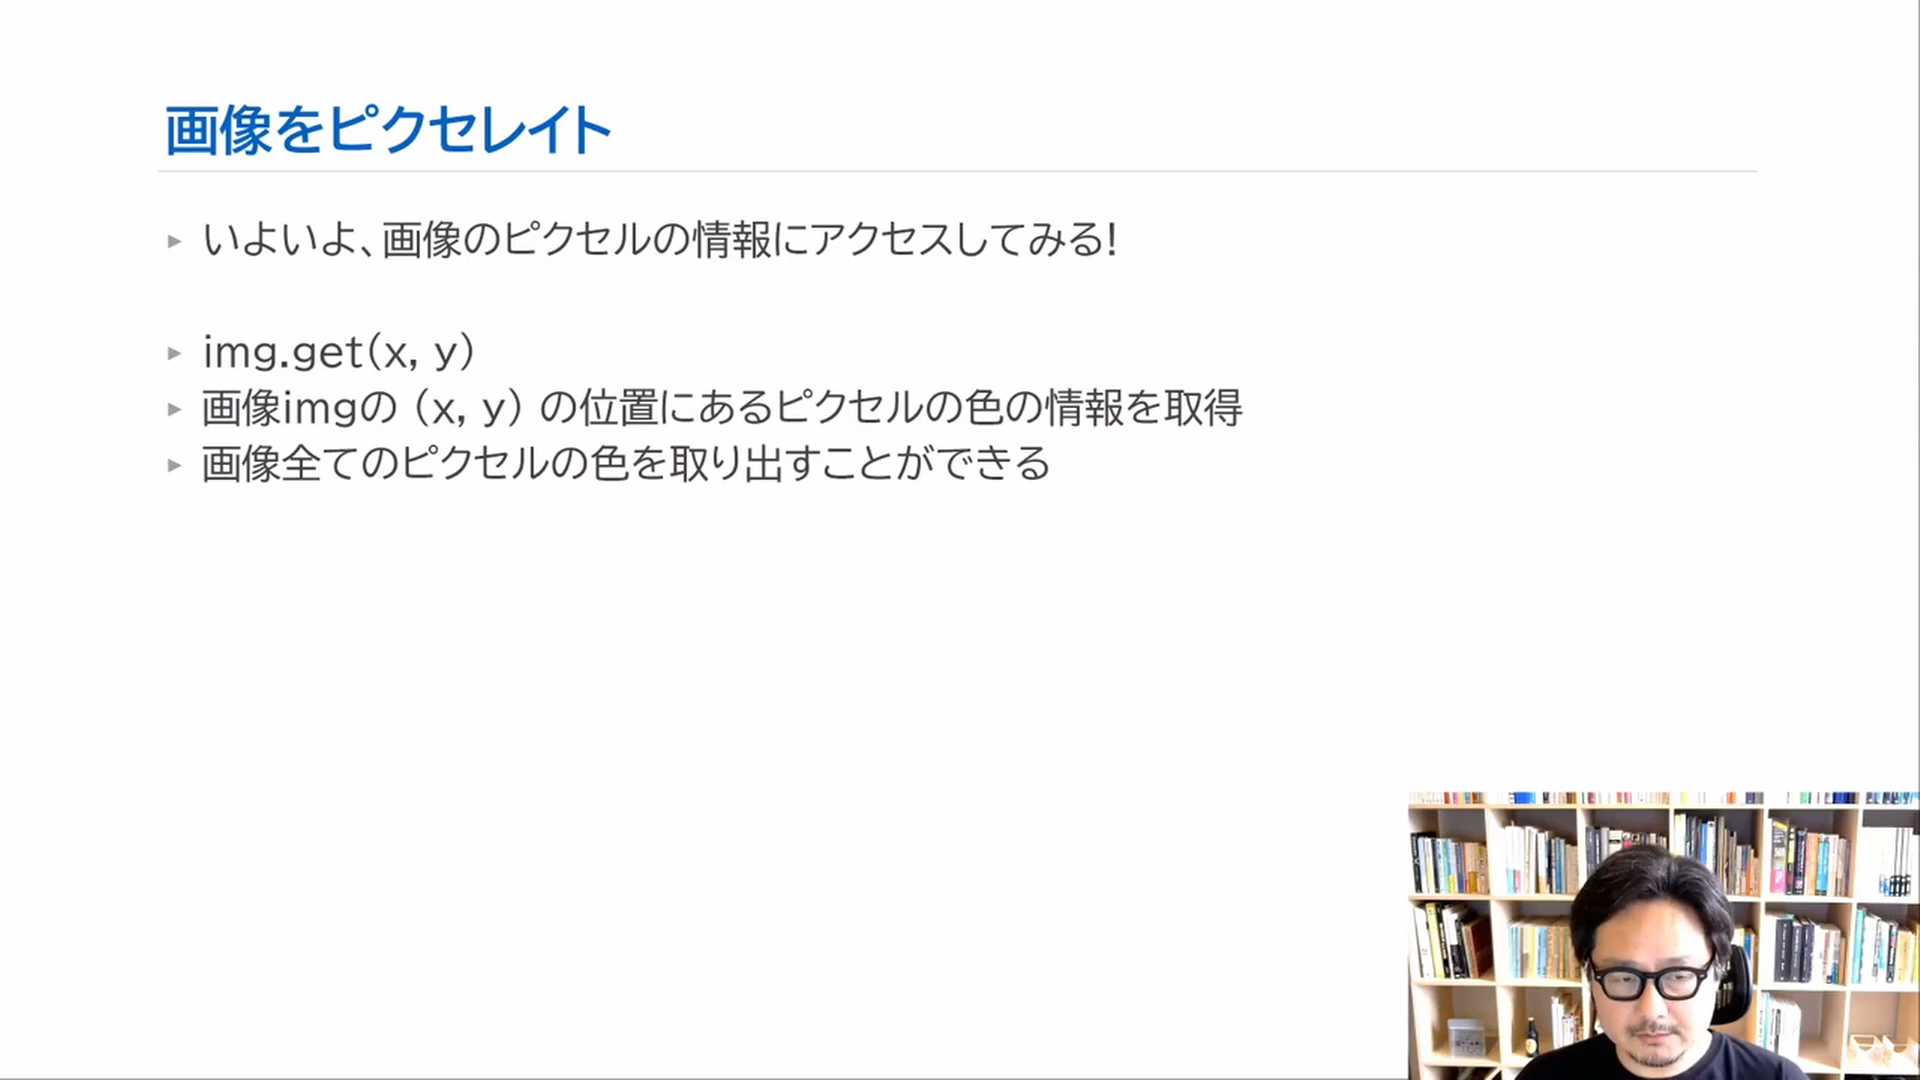 画像をピクセレイト
▸ いよいよ、画像のピクセルの情報にアクセスしてみる!
▸ img.get(x, y)
▸ 画像imgの (x, y) の位置にあるピクセルの色の情報を取得
▸ 画像全てのピクセルの色を取り出すことができる